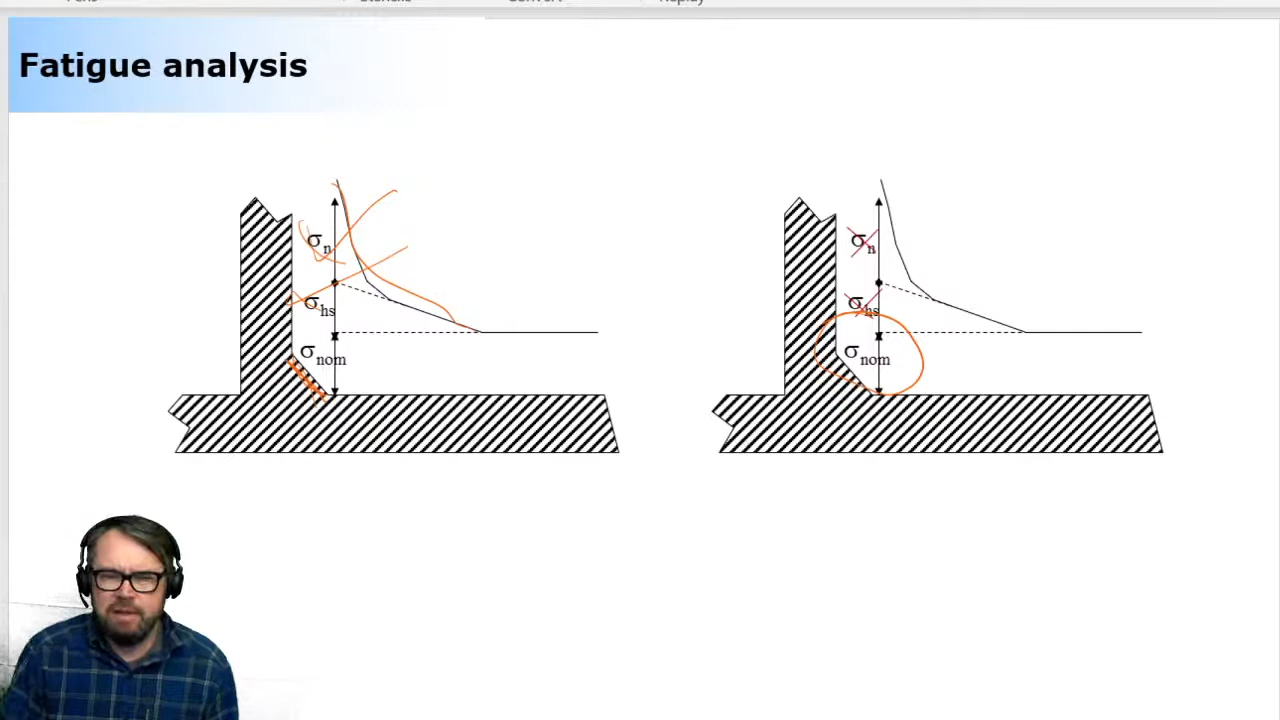 Fatigue analysis
σn
σhs
σnom
σn
σhs
σnom